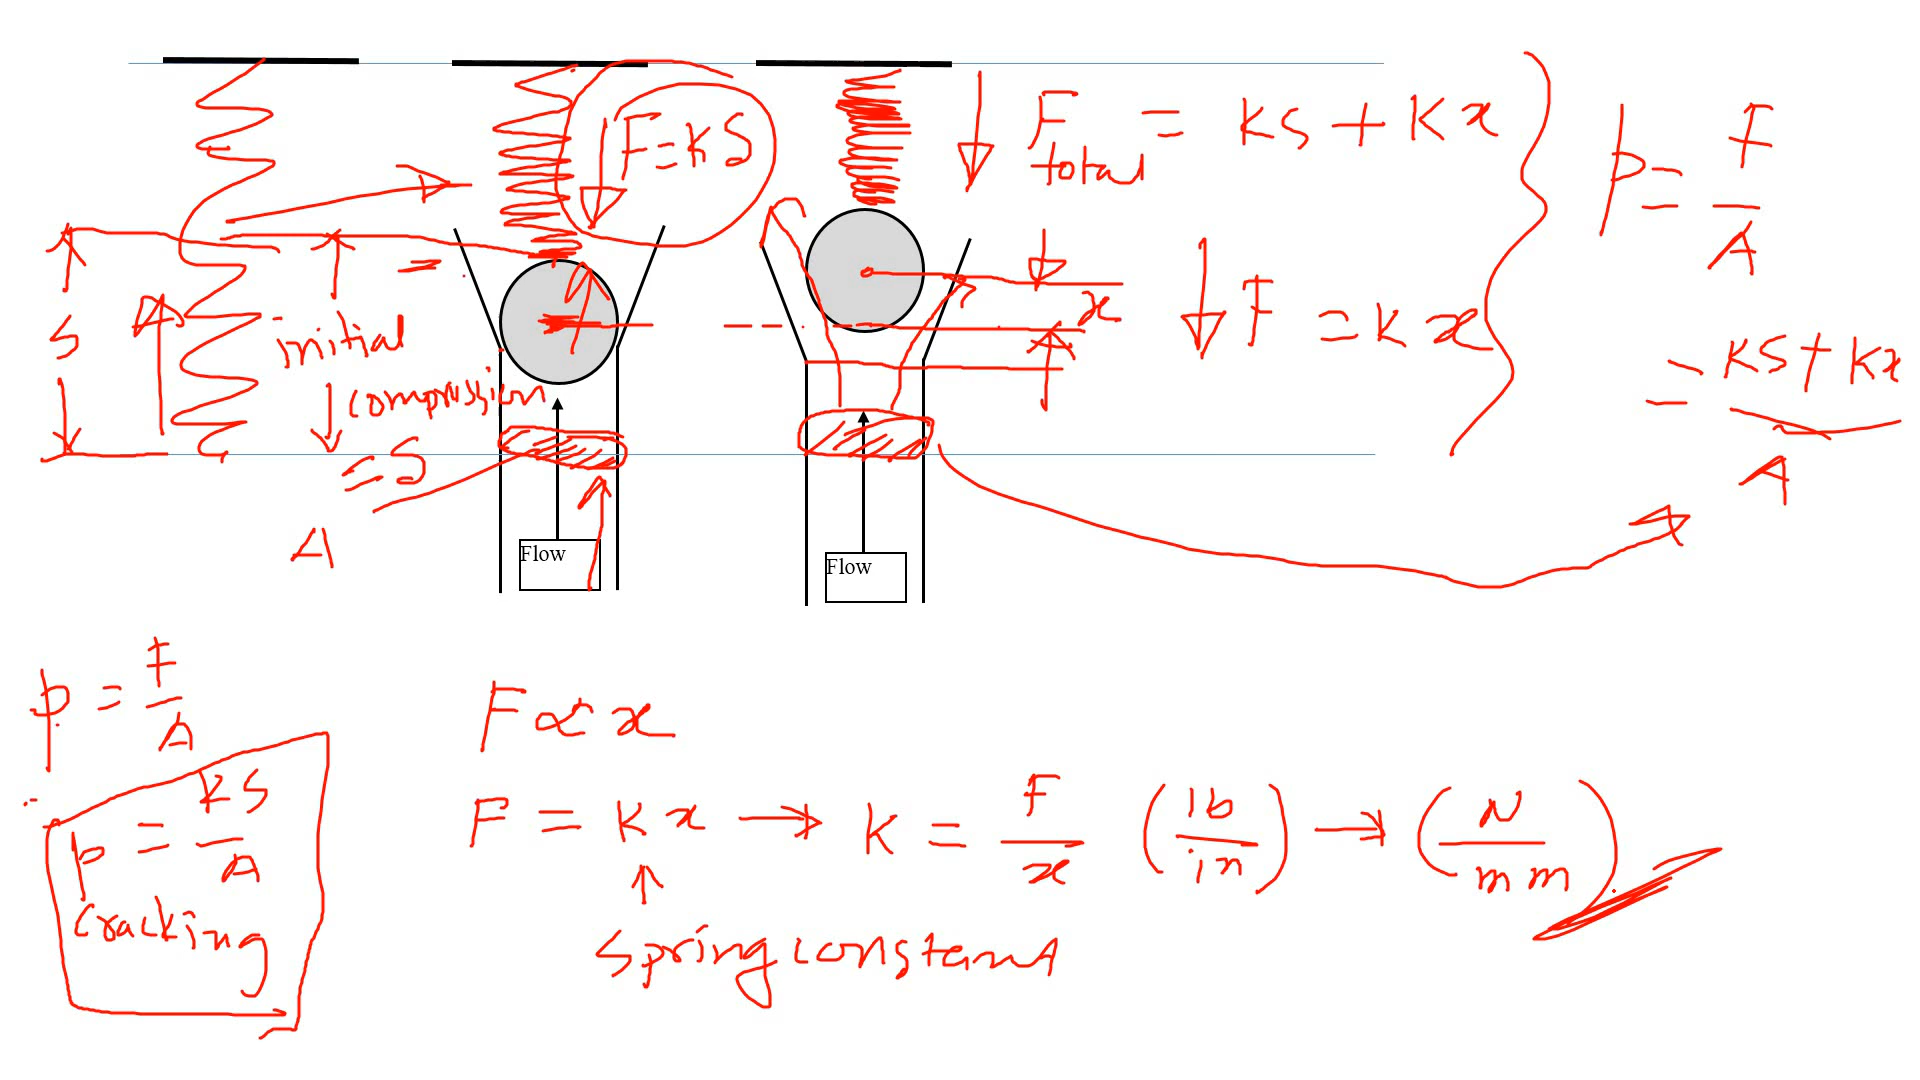 F = KS
F total = KS + Kx
p = F / A
S
initial
compression
= S
x
F = Kx
= KS + Kx / A
A
Flow
Flow
p = F / A
F ∝ x
p cracking = KS / A
F = Kx → K = F / x (lb / in) → (N / mm)
↑
Spring constant